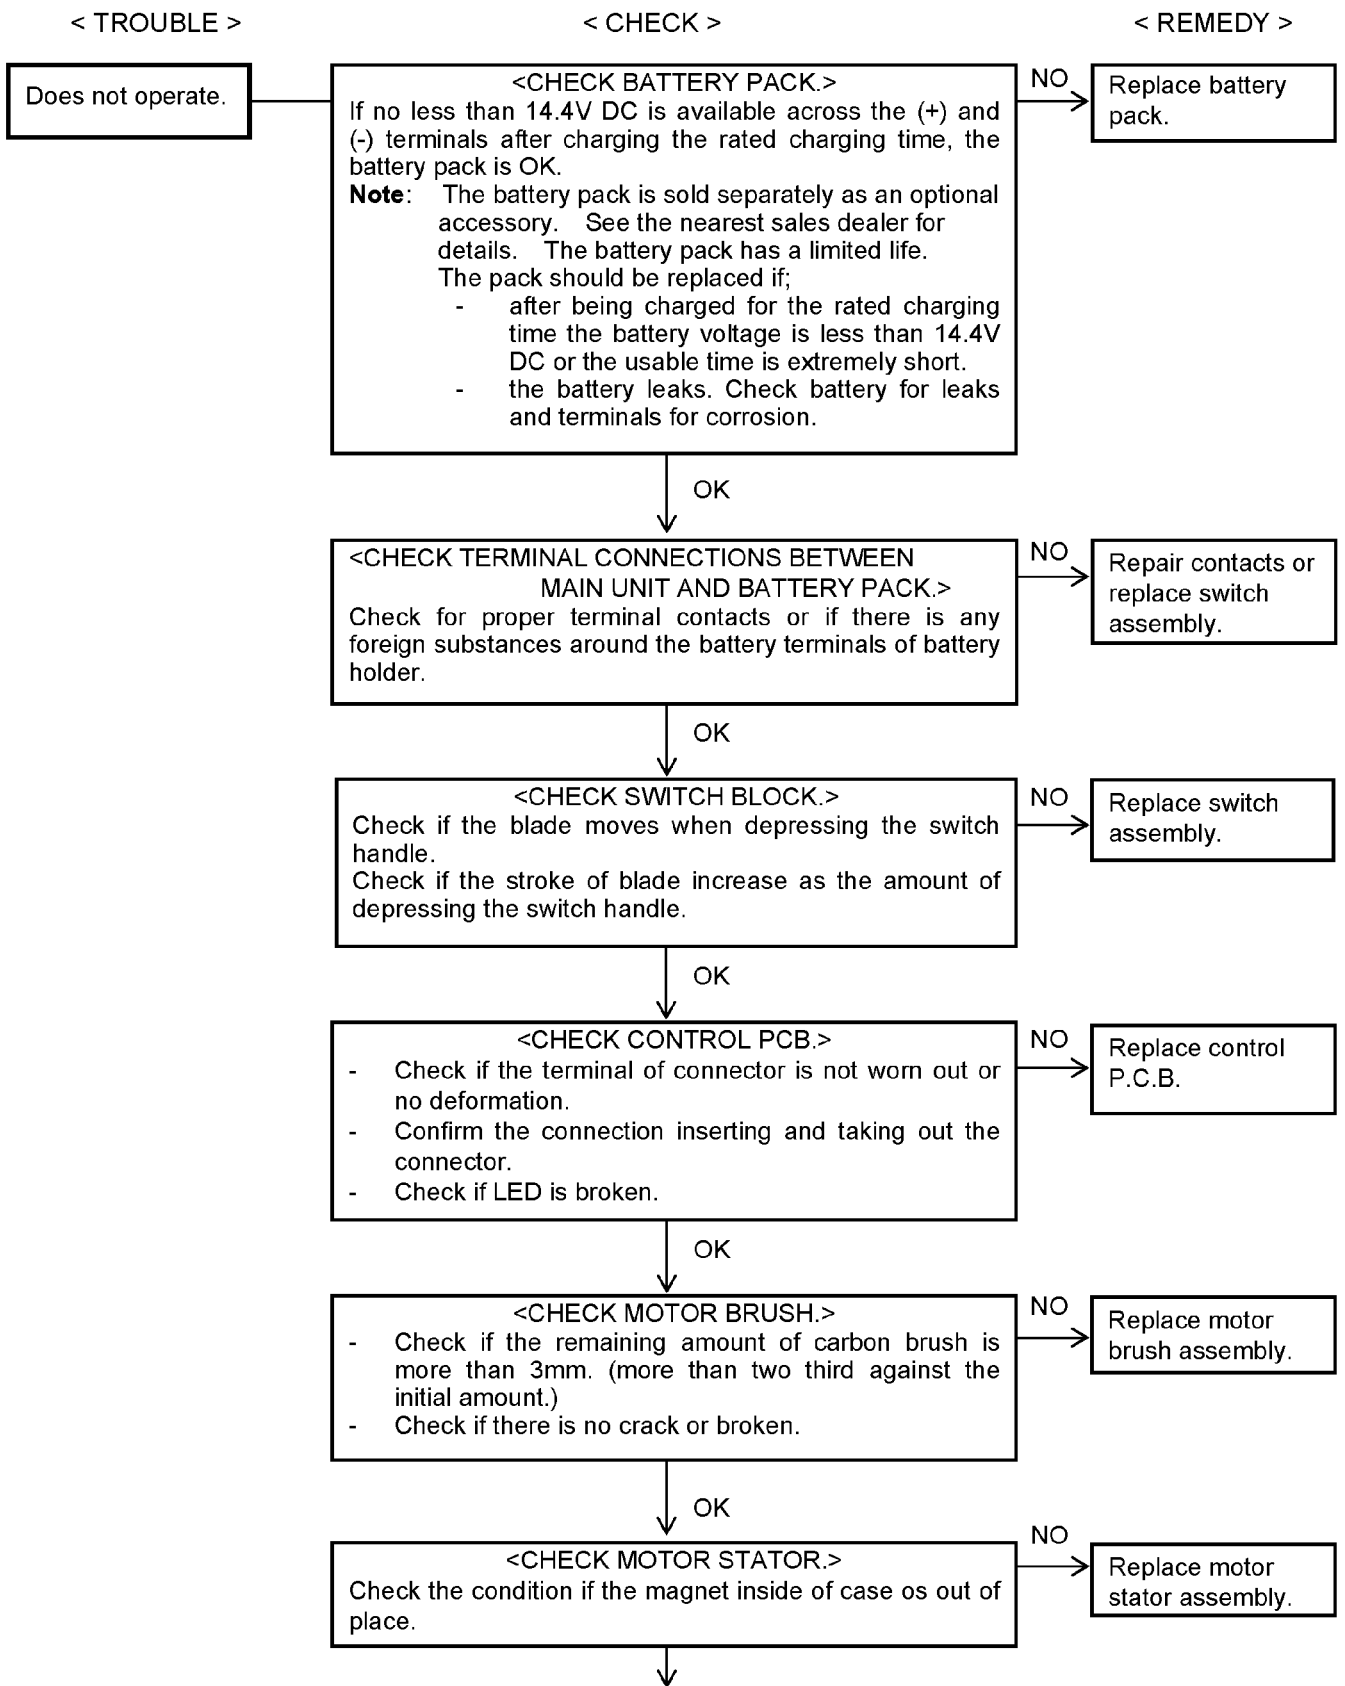 < TROUBLE >
< CHECK >
< REMEDY >
Does not operate.
<CHECK BATTERY PACK.>
If no less than 14.4V DC is available across the (+) and
(-) terminals after charging the rated charging time, the
battery pack is OK.
Note: The battery pack is sold separately as an optional
accessory. See the nearest sales dealer for
details. The battery pack has a limited life.
The pack should be replaced if;
- after being charged for the rated charging
time the battery voltage is less than 14.4V
DC or the usable time is extremely short.
- the battery leaks. Check battery for leaks
and terminals for corrosion.
NO
Replace battery
pack.
OK
<CHECK TERMINAL CONNECTIONS BETWEEN
MAIN UNIT AND BATTERY PACK.>
Check for proper terminal contacts or if there is any
foreign substances around the battery terminals of battery
holder.
NO
Repair contacts or
replace switch
assembly.
OK
<CHECK SWITCH BLOCK.>
Check if the blade moves when depressing the switch
handle.
Check if the stroke of blade increase as the amount of
depressing the switch handle.
NO
Replace switch
assembly.
OK
<CHECK CONTROL PCB.>
- Check if the terminal of connector is not worn out or
no deformation.
- Confirm the connection inserting and taking out the
connector.
- Check if LED is broken.
NO
Replace control
P.C.B.
OK
<CHECK MOTOR BRUSH.>
- Check if the remaining amount of carbon brush is
more than 3mm. (more than two third against the
initial amount.)
- Check if there is no crack or broken.
NO
Replace motor
brush assembly.
OK
<CHECK MOTOR STATOR.>
Check the condition if the magnet inside of case os out of
place.
NO
Replace motor
stator assembly.